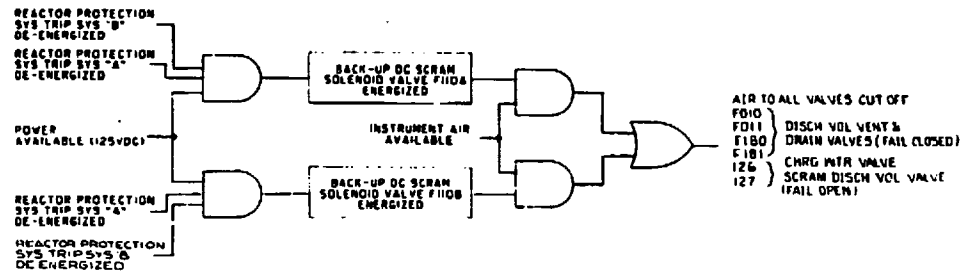 REACTOR PROTECTION
SYS TRIP SYS "B"
DE-ENERGIZED
REACTOR PROTECTION
SYS TRIP SYS "A"
DE-ENERGIZED
POWER
AVAILABLE (125VDC)
REACTOR PROTECTION
SYS TRIP SYS "A"
DE-ENERGIZED
REACTOR PROTECTION
SYS TRIP SYS B
DE ENERGIZED
BACK-UP DC SCRAM
SOLENOID VALVE F110A
ENERGIZED
INSTRUMENT AIR
AVAILABLE
BACK-UP DC SCRAM
SOLENOID VALVE F110B
ENERGIZED
AIR TO ALL VALVES CUT OFF
F010
F011
F180
F181
DISCH VOL VENT &
DRAIN VALVES (FAIL CLOSED)
126
127
CHRG WTR VALVE
SCRAM DISCH VOL VALVE
(FAIL OPEN)